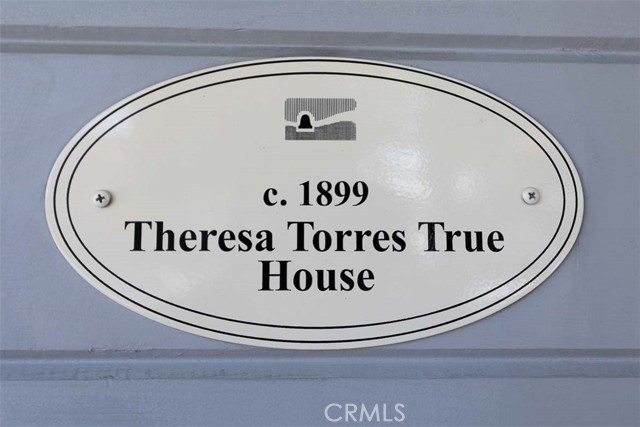 c. 1899
Theresa Torres True
House
CRMLS